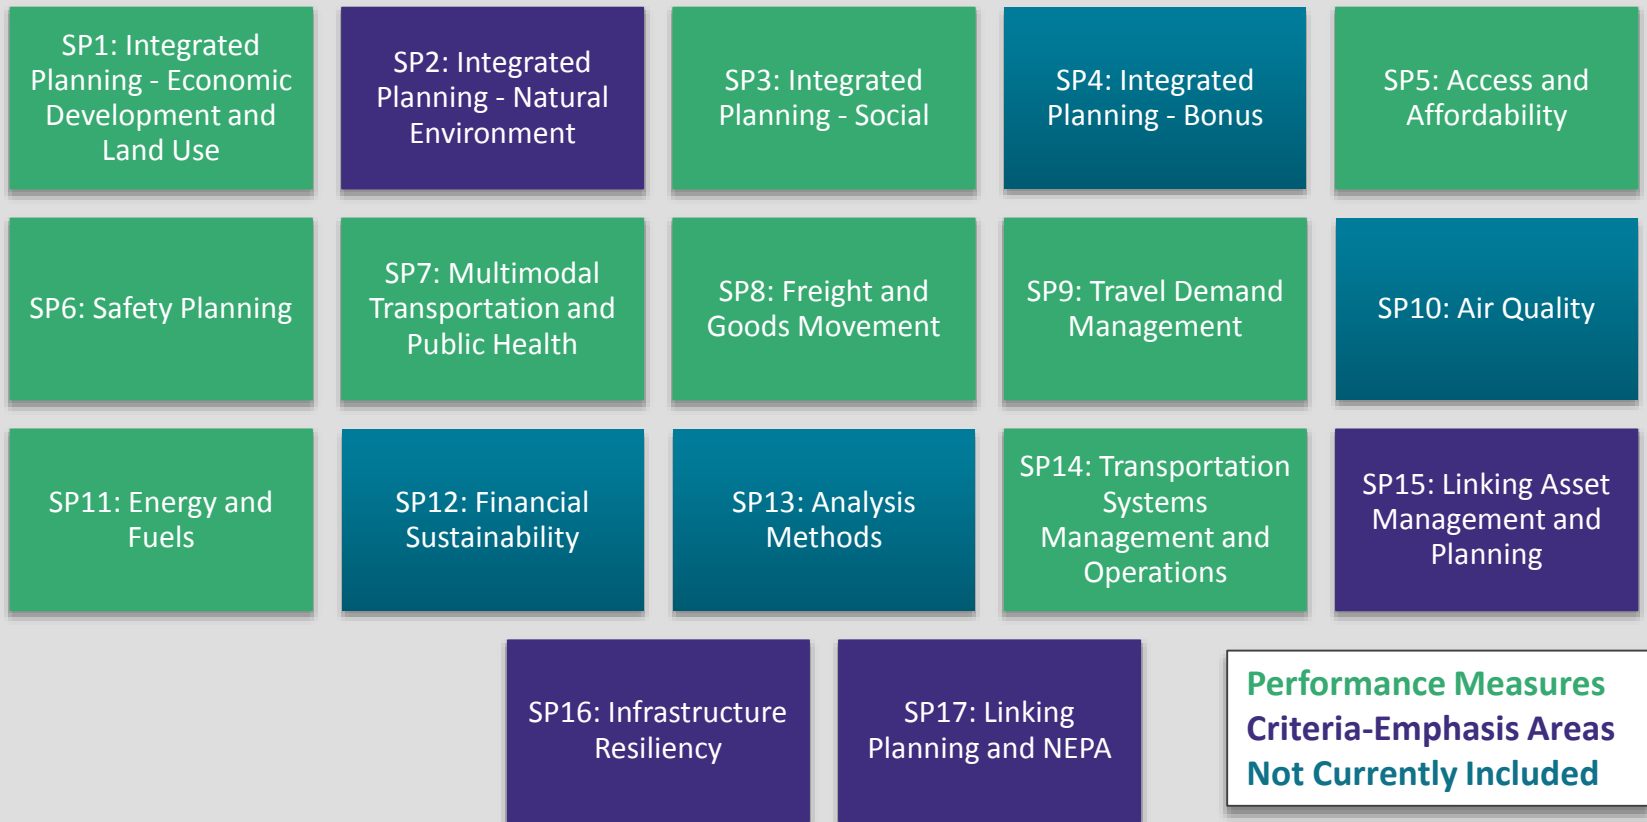 SP1: Integrated
Planning - Economic
Development and
Land Use
SP2: Integrated
Planning - Natural
Environment
SP3: Integrated
Planning - Social
SP4: Integrated
Planning - Bonus
SP5: Access and
Affordability
SP6: Safety Planning
SP7: Multimodal
Transportation and
Public Health
SP8: Freight and
Goods Movement
SP9: Travel Demand
Management
SP10: Air Quality
SP11: Energy and
Fuels
SP12: Financial
Sustainability
SP13: Analysis
Methods
SP14: Transportation
Systems
Management and
Operations
SP15: Linking Asset
Management and
Planning
SP16: Infrastructure
Resiliency
SP17: Linking
Planning and NEPA
Performance Measures
Criteria-Emphasis Areas
Not Currently Included